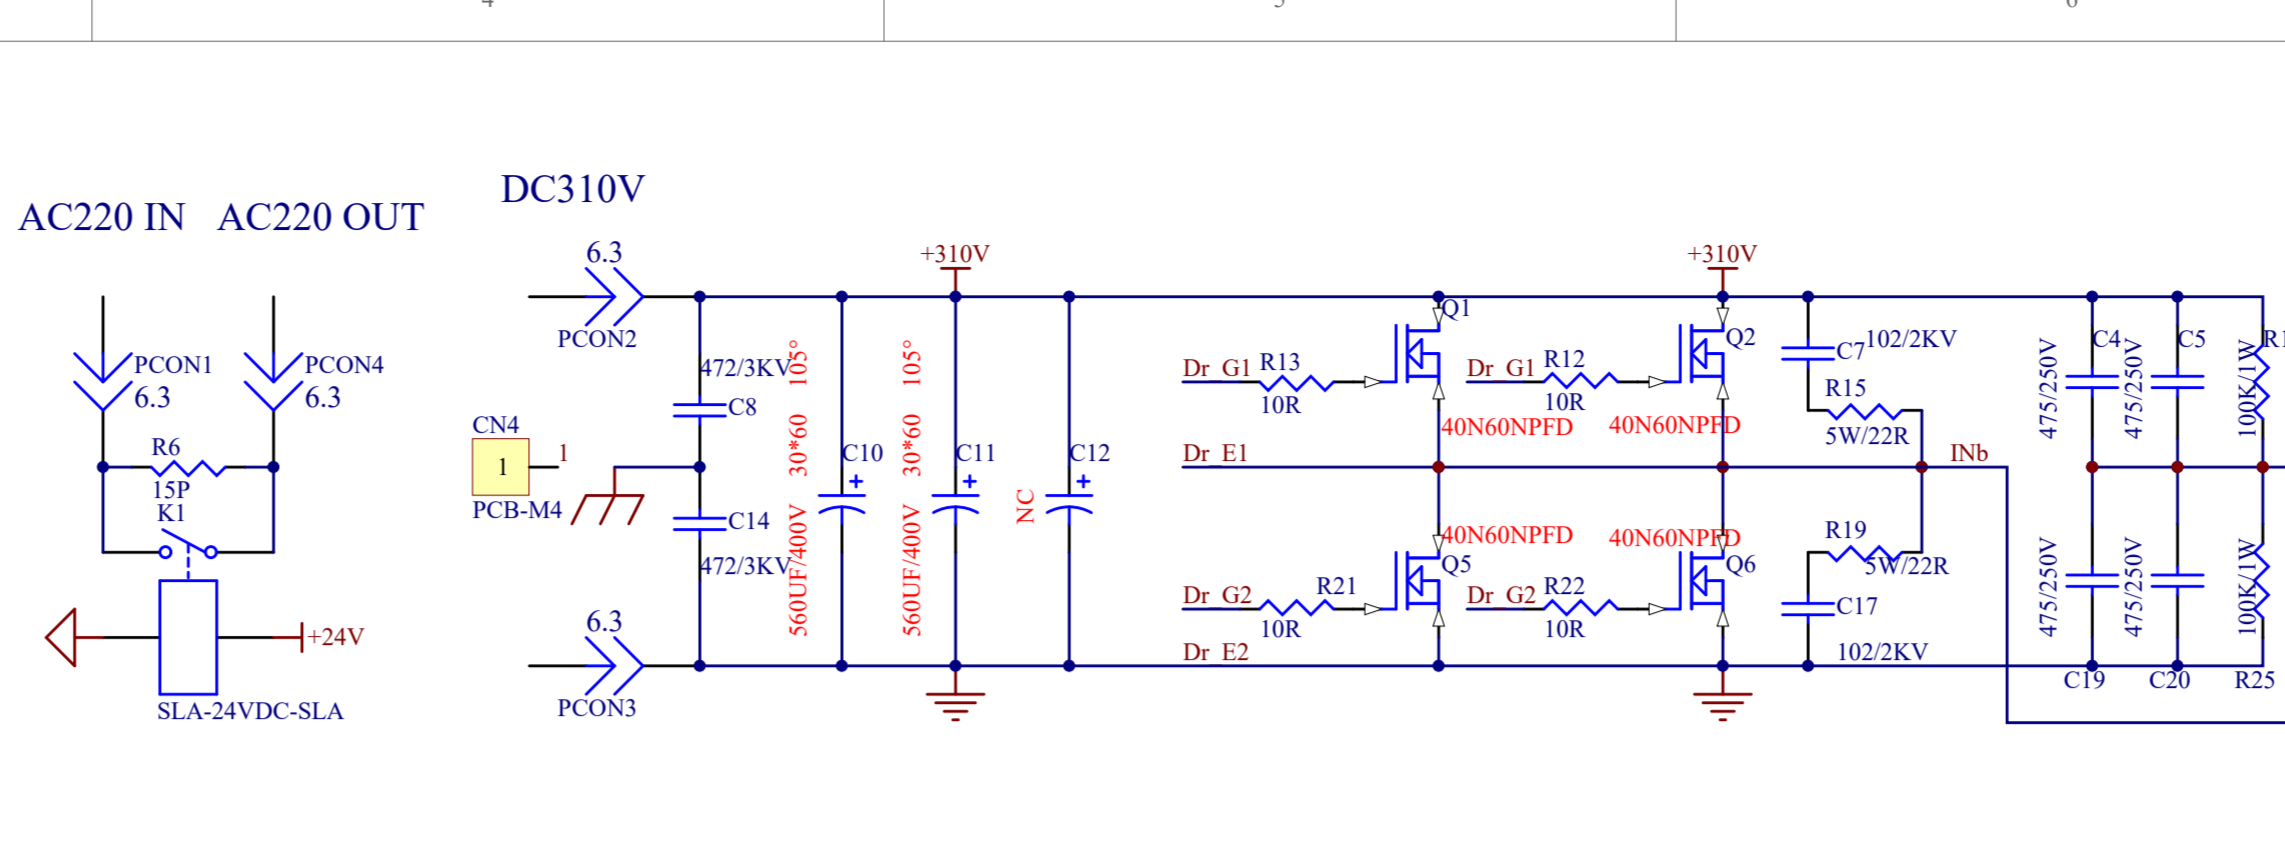 4
5
6
DC310V
AC220 IN
AC220 OUT
6.3
PCON2
+310V
+310V
Q1
Q2
102/2KV
C7
C4
C5
475/250V
475/250V
100K/1W
PCON1
6.3
PCON4
6.3
472/3KV
C8
560UF/400V 30*60 105°
560UF/400V 30*60 105°
Dr_G1
R13
10R
Dr_G1
R12
10R
R15
5W/22R
40N60NPFD
40N60NPFD
CN4
1
1
PCB-M4
R6
15P
K1
C10
+
C11
+
C12
+
NC
Dr_E1
INb
C14
472/3KV
40N60NPFD
40N60NPFD
R19
5W/22R
Q5
Q6
Dr_G2
R21
10R
Dr_G2
R22
10R
C17
102/2KV
475/250V
475/250V
100K/1W
6.3
PCON3
Dr_E2
+24V
SLA-24VDC-SLA
C19
C20
R25